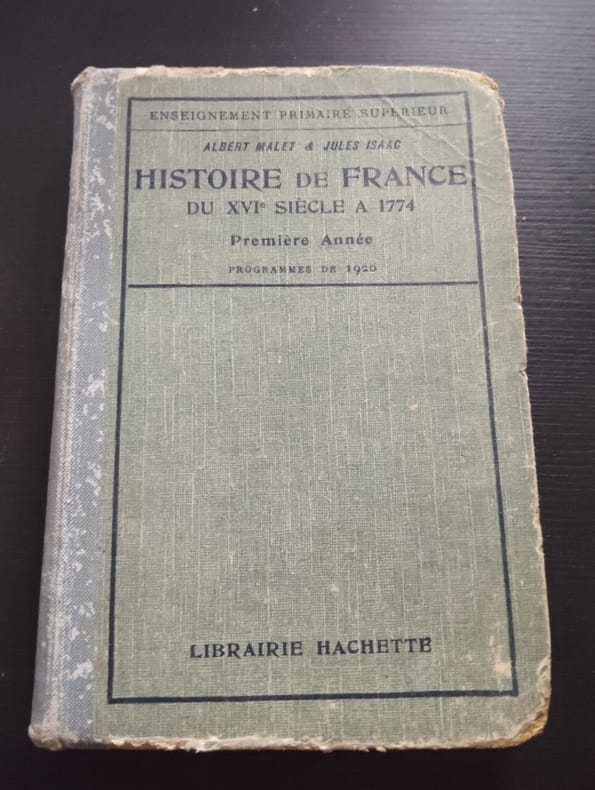 ENSEIGNEMENT PRIMAIRE SUPÉRIEUR
ALBERT MALET & JULES ISAAC
HISTOIRE DE FRANCE
DU XVIe SIÈCLE A 1774
Première Année
PROGRAMMES DE 1920
LIBRAIRIE HACHETTE